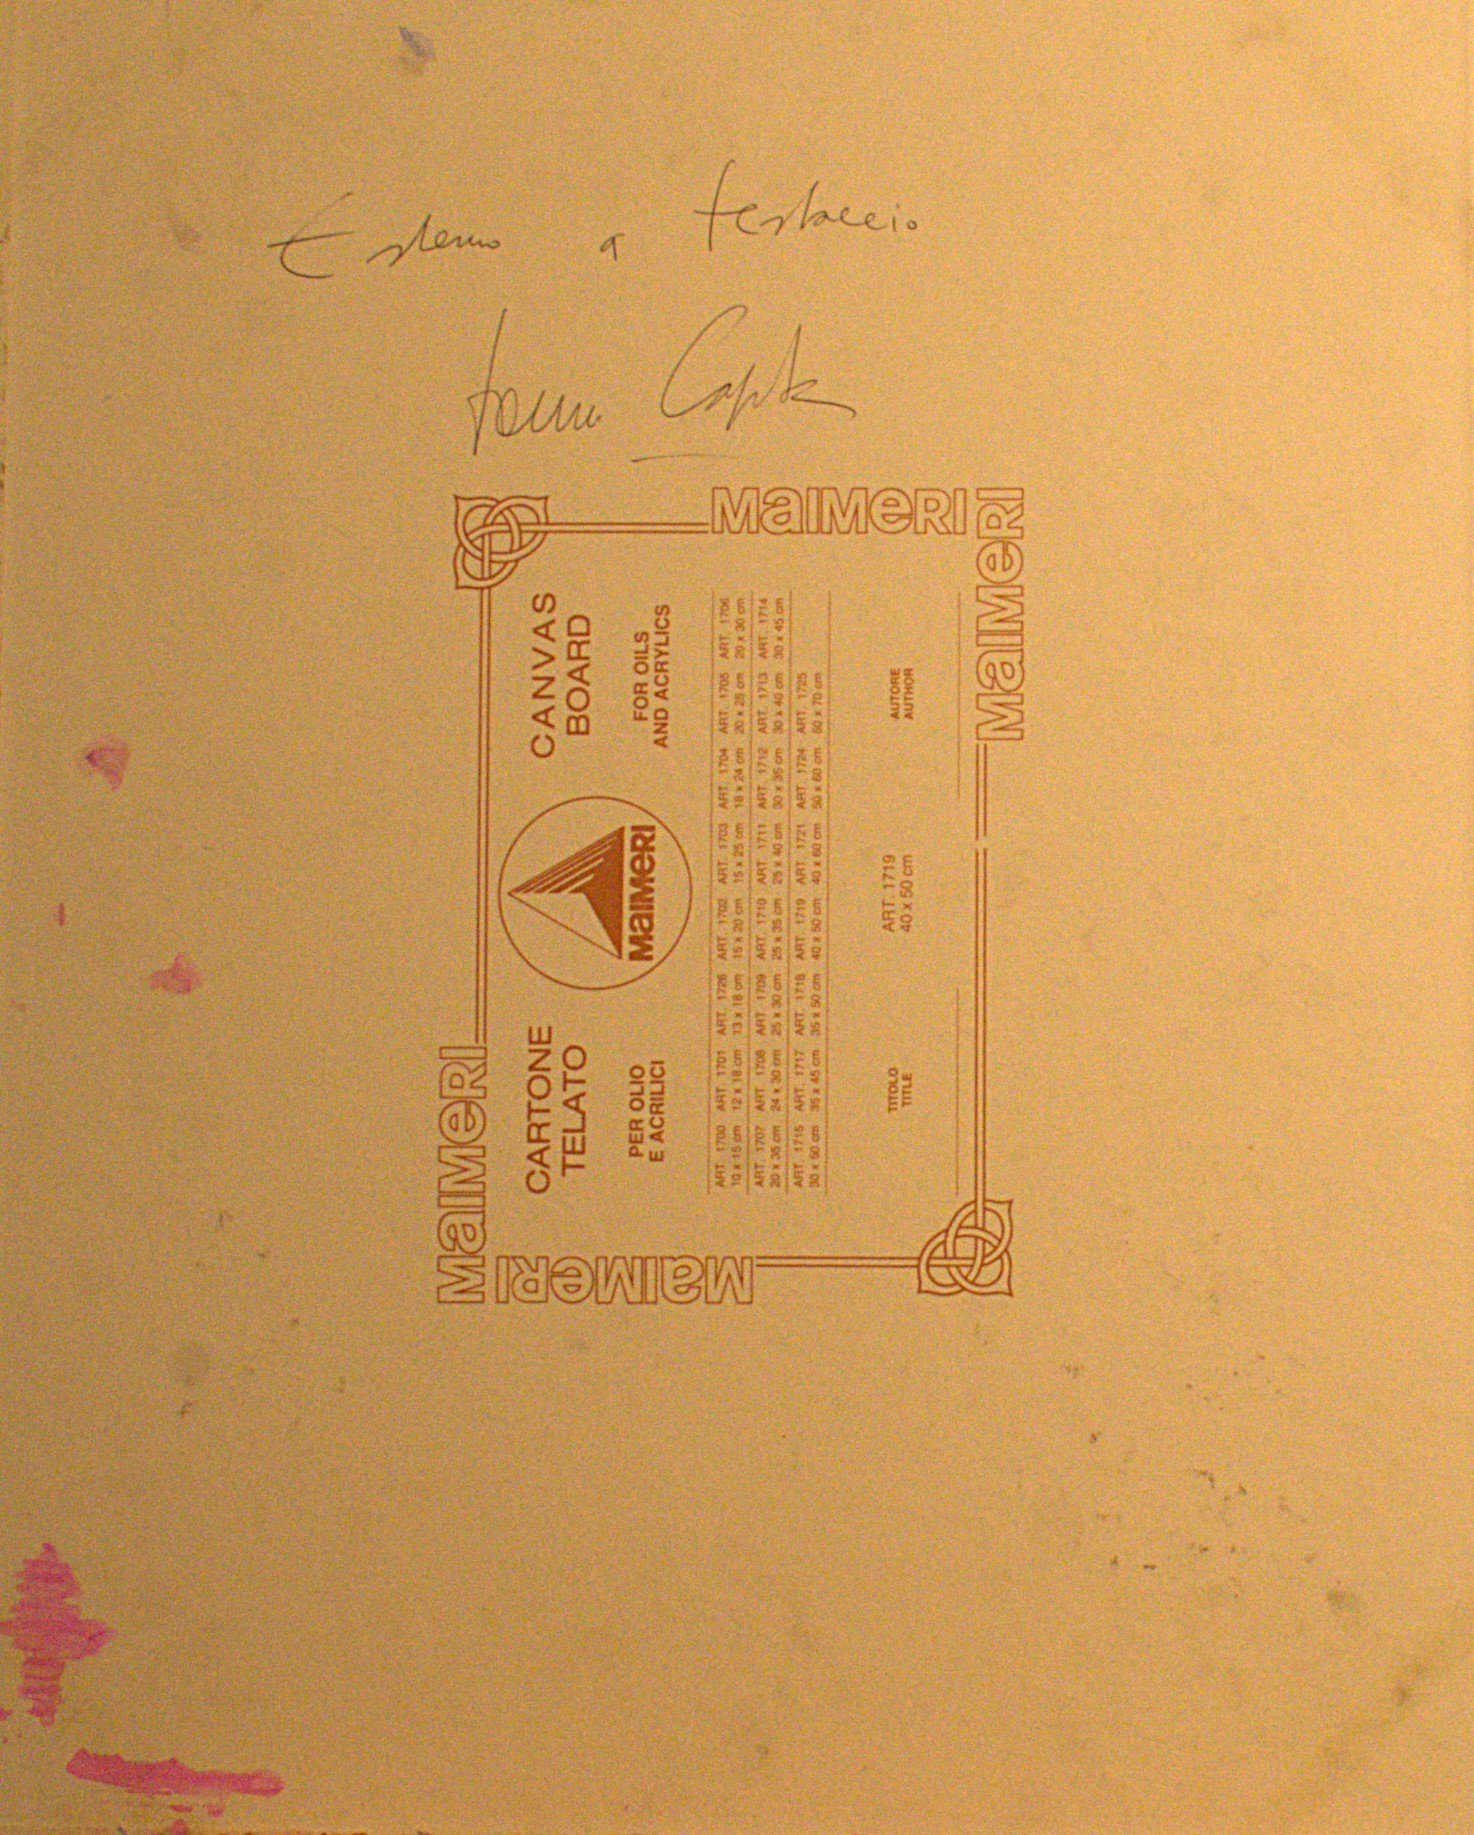 Esterno a testaccio
MaIMeRI
MaIMeRI
MaIMeRI
MaIMeRI
CARTONE
TELATO
PER OLIO
E ACRILICI
MaIMeRI
CANVAS
BOARD
FOR OILS
AND ACRYLICS
ART. 1700 ART. 1701 ART. 1726 ART. 1702 ART. 1703 ART. 1704 ART. 1705 ART. 1706
10 x 15 cm 12 x 18 cm 13 x 18 cm 15 x 20 cm 15 x 25 cm 18 x 24 cm 20 x 25 cm 20 x 30 cm
ART. 1707 ART. 1708 ART. 1709 ART. 1710 ART. 1711 ART. 1712 ART. 1713 ART. 1714
20 x 35 cm 24 x 30 cm 25 x 30 cm 25 x 35 cm 25 x 40 cm 30 x 35 cm 30 x 40 cm 30 x 45 cm
ART. 1715 ART. 1717 ART. 1718 ART. 1719 ART. 1721 ART. 1724 ART. 1725
30 x 50 cm 35 x 45 cm 35 x 50 cm 40 x 50 cm 40 x 60 cm 50 x 60 cm 50 x 70 cm
TITOLO
TITLE
ART. 1719
40 x 50 cm
AUTORE
AUTHOR